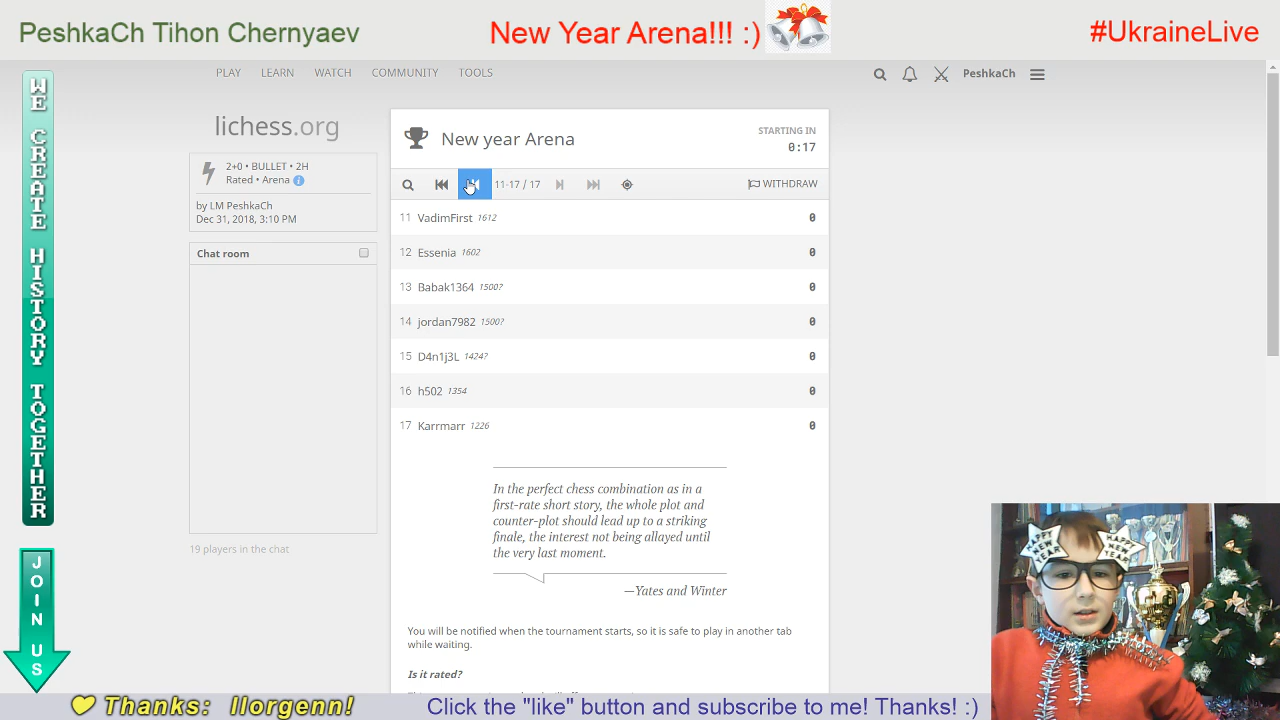 PeshkaCh Tihon Chernyaev
New Year Arena!!! :)
#UkraineLive
PLAY LEARN WATCH COMMUNITY TOOLS
PeshkaCh
WE CREATE HISTORY TOGETHER
JOIN US
lichess.org
2+0 • BULLET • 2H
Rated • Arena
by LM PeshkaCh
Dec 31, 2018, 3:10 PM
Chat room
19 players in the chat
New year Arena
STARTING IN
0:17
11-17 / 17
WITHDRAW
11 VadimFirst 1612 0
12 Essenia 1602 0
13 Babak1364 1500? 0
14 jordan7982 1500? 0
15 D4n1j3L 1424? 0
16 h502 1354 0
17 Karrmarr 1226 0
In the perfect chess combination as in a
first-rate short story, the whole plot and
counter-plot should lead up to a striking
finale, the interest not being allayed until
the very last moment.
—Yates and Winter
You will be notified when the tournament starts, so it is safe to play in another tab
while waiting.
Is it rated?
HAPPY NEW YEAR
HAPPY NEW YEAR
Thanks: llorgenn!
Click the "like" button and subscribe to me! Thanks! :)